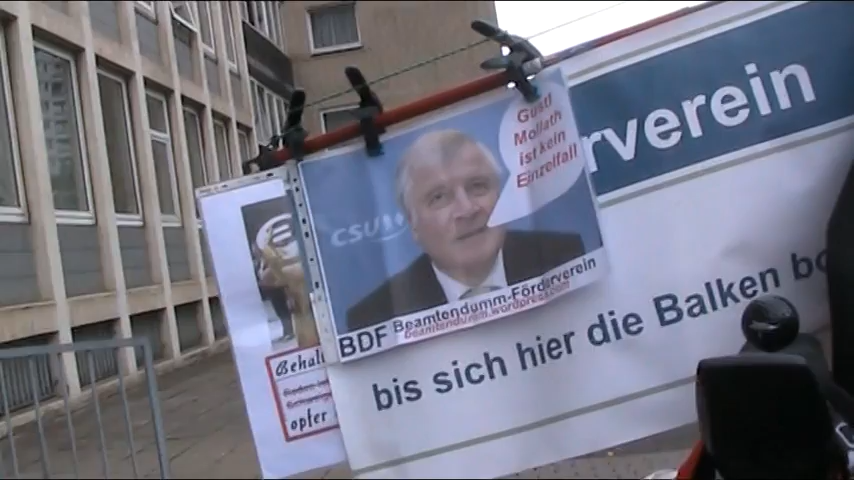 rverein
Gustl
Mollath
ist kein
Einzelfall
CSU
BDF Beamtendumm-Förderverein
beamtendumm.wordpress.com
bis sich hier die Balken bo
Behal
opfer